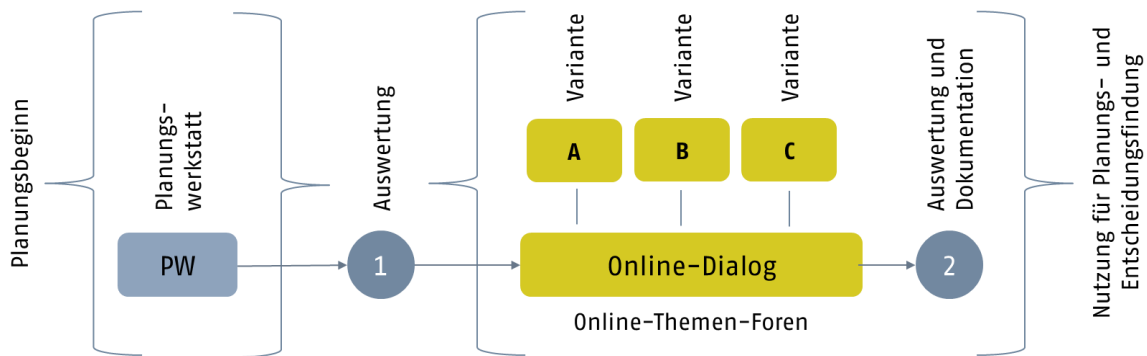 Planungsbeginn
Planungs-
werkstatt
PW
Auswertung
1
Variante
A
Variante
B
Variante
C
Online-Dialog
Online-Themen-Foren
Auswertung und
Dokumentation
2
Nutzung für Planungs- und
Entscheidungsfindung